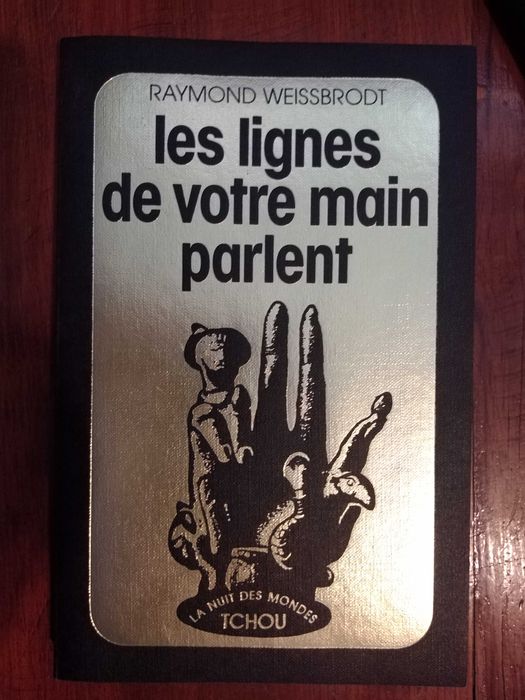 RAYMOND WEISSBRODT
les lignes
de votre main
parlent
LA NUIT DES MONDES
TCHOU